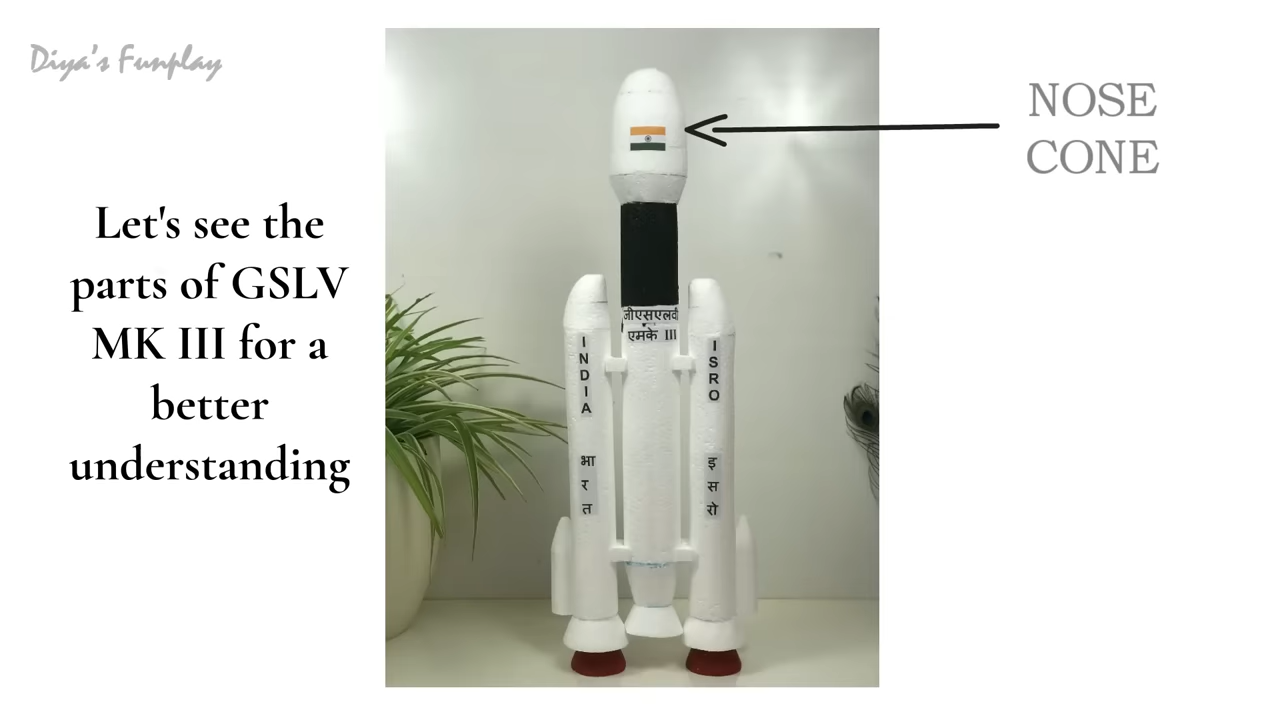 Diya's Funplay
NOSE
CONE
Let's see the
parts of GSLV
MK III for a
better
understanding
जीएसएलवी
एमके III
I
N
D
I
A
भा
र
त
I
S
R
O
इ
स
रो